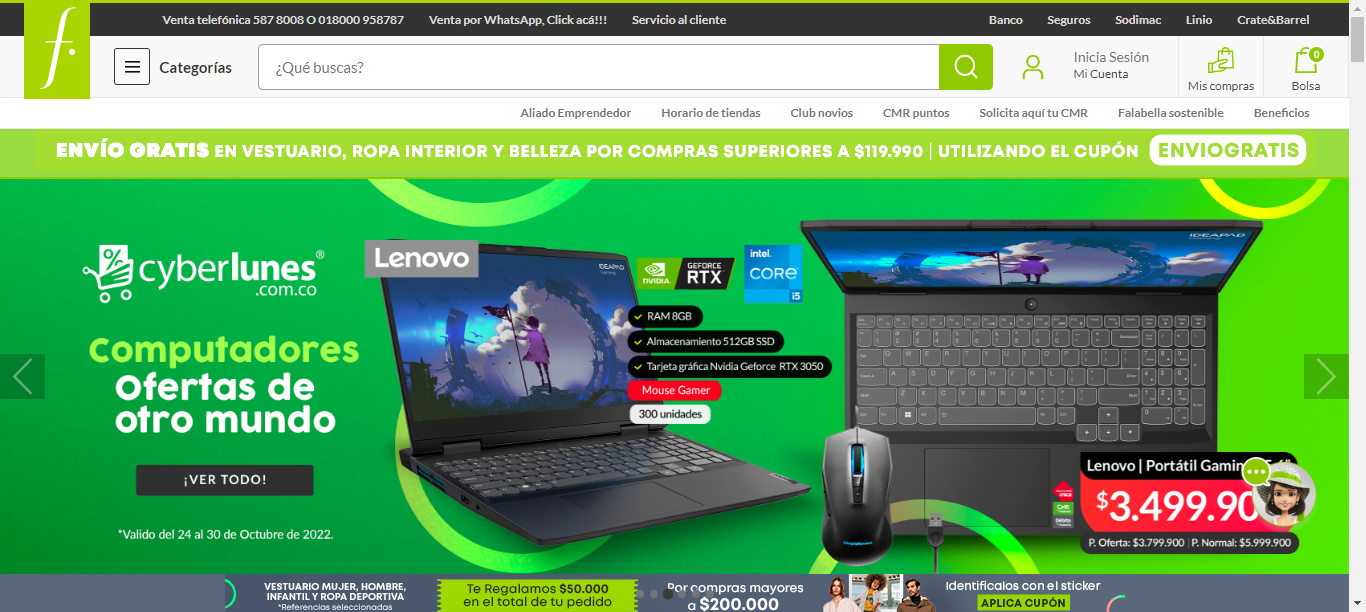 Venta telefónica 587 8008 O 018000 958787 Venta por WhatsApp, Click acá!!! Servicio al cliente Banco Seguros Sodimac Linio Crate&Barrel
f.
Categorías ¿Qué buscas? Inicia Sesión
Mi Cuenta
Mis compras
0
Bolsa
Aliado Emprendedor Horario de tiendas Club novios CMR puntos Solicita aquí tu CMR Falabella sostenible Beneficios
ENVÍO GRATIS EN VESTUARIO, ROPA INTERIOR Y BELLEZA POR COMPRAS SUPERIORES A $119.990 | UTILIZANDO EL CUPÓN ENVIOGRATIS
%
cyberlunes®
.com.co
Computadores
Ofertas de
otro mundo
¡VER TODO!
*Valido del 24 al 30 de Octubre de 2022.
Lenovo
IDEAPAD
NVIDIA. GEFORCE
RTX
intel.
CORE
i5
RAM 8GB
Almacenamiento 512GB SSD
Tarjeta gráfica Nvidia Geforce RTX 3050
Mouse Gamer
300 unidades
IDEAPAD
Lenovo | Portátil Gamin
CMR
Débito
$3.499.90
P. Oferta: $3.799.900 | P. Normal: $5.999.900
VESTUARIO MUJER, HOMBRE,
INFANTIL Y ROPA DEPORTIVA
*Referencias seleccionadas
Te Regalamos $50.000
en el total de tu pedido
Por compras mayores
a $200.000
Identifícalos con el sticker
APLICA CUPÓN